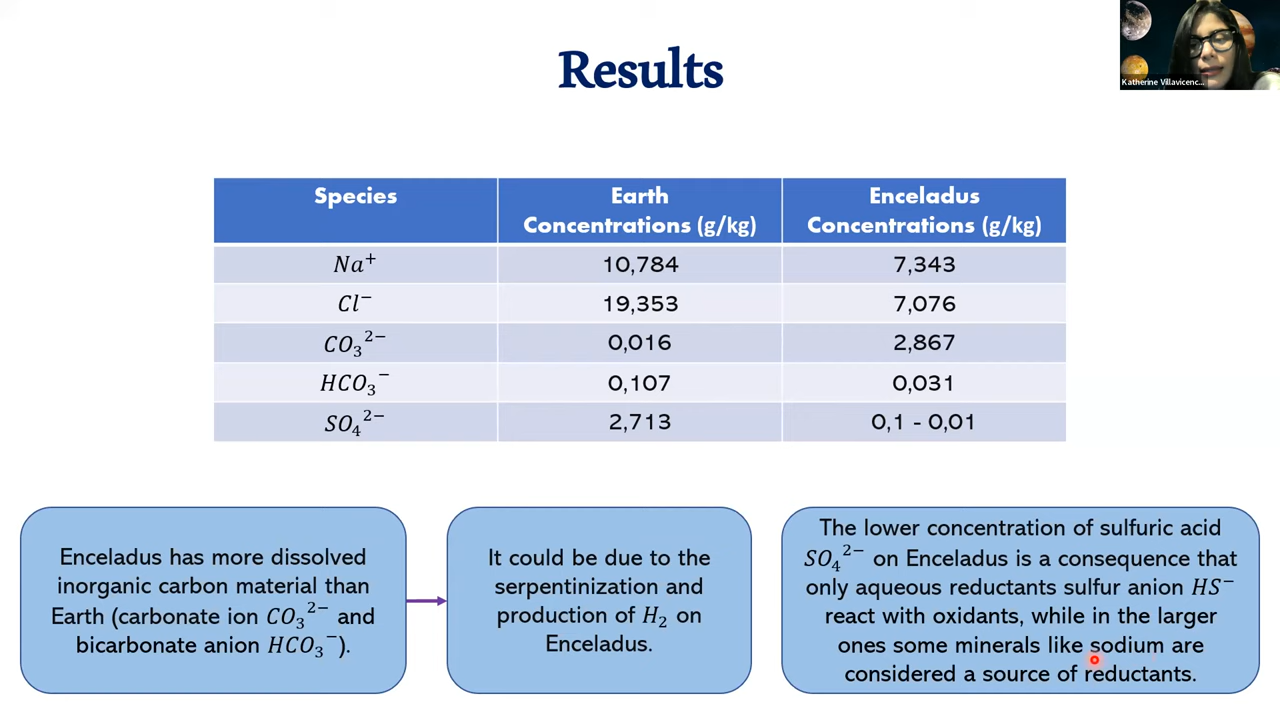 Katherine Villavicenc...
Results
Species
Earth
Concentrations (g/kg)
Enceladus
Concentrations (g/kg)
Na⁺ 10,784 7,343
Cl⁻ 19,353 7,076
CO₃²⁻ 0,016 2,867
HCO₃⁻ 0,107 0,031
SO₄²⁻ 2,713 0,1 - 0,01
Enceladus has more dissolved
inorganic carbon material than
Earth (carbonate ion CO₃²⁻ and
bicarbonate anion HCO₃⁻).
It could be due to the
serpentinization and
production of H₂ on
Enceladus.
The lower concentration of sulfuric acid
SO₄²⁻ on Enceladus is a consequence that
only aqueous reductants sulfur anion HS⁻
react with oxidants, while in the larger
ones some minerals like sodium are
considered a source of reductants.